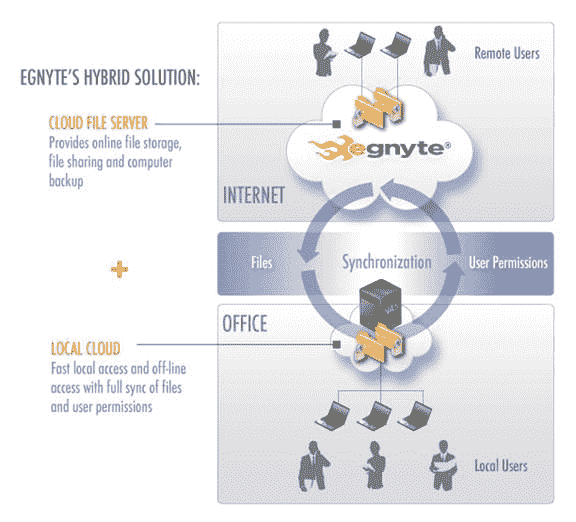 EGNYTE'S HYBRID SOLUTION:
CLOUD FILE SERVER
Provides online file storage,
file sharing and computer
backup
+
LOCAL CLOUD
Fast local access and off-line
access with full sync of files
and user permissions
Remote Users
egnyte®
INTERNET
Files
Synchronization
User Permissions
OFFICE
Local Users